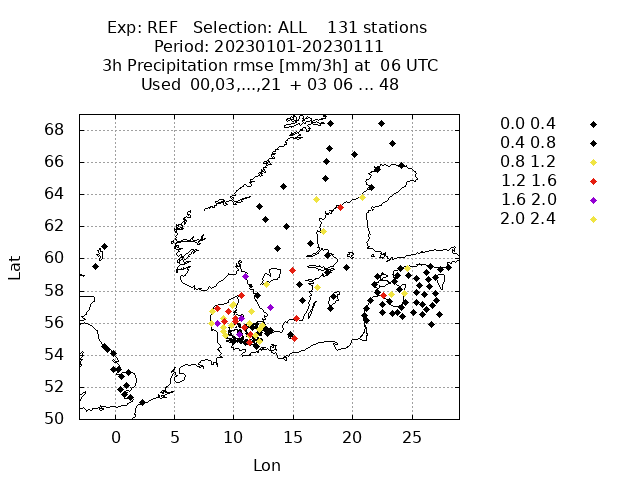 Exp: REF Selection: ALL 131 stations
Period: 20230101-20230111
3h Precipitation rmse [mm/3h] at 06 UTC
Used 00,03,...,21 + 03 06 ... 48
0.0 0.4
0.4 0.8
0.8 1.2
1.2 1.6
1.6 2.0
2.0 2.4
68
66
64
62
60
58
56
54
52
50
Lat
0 5 10 15 20 25
Lon